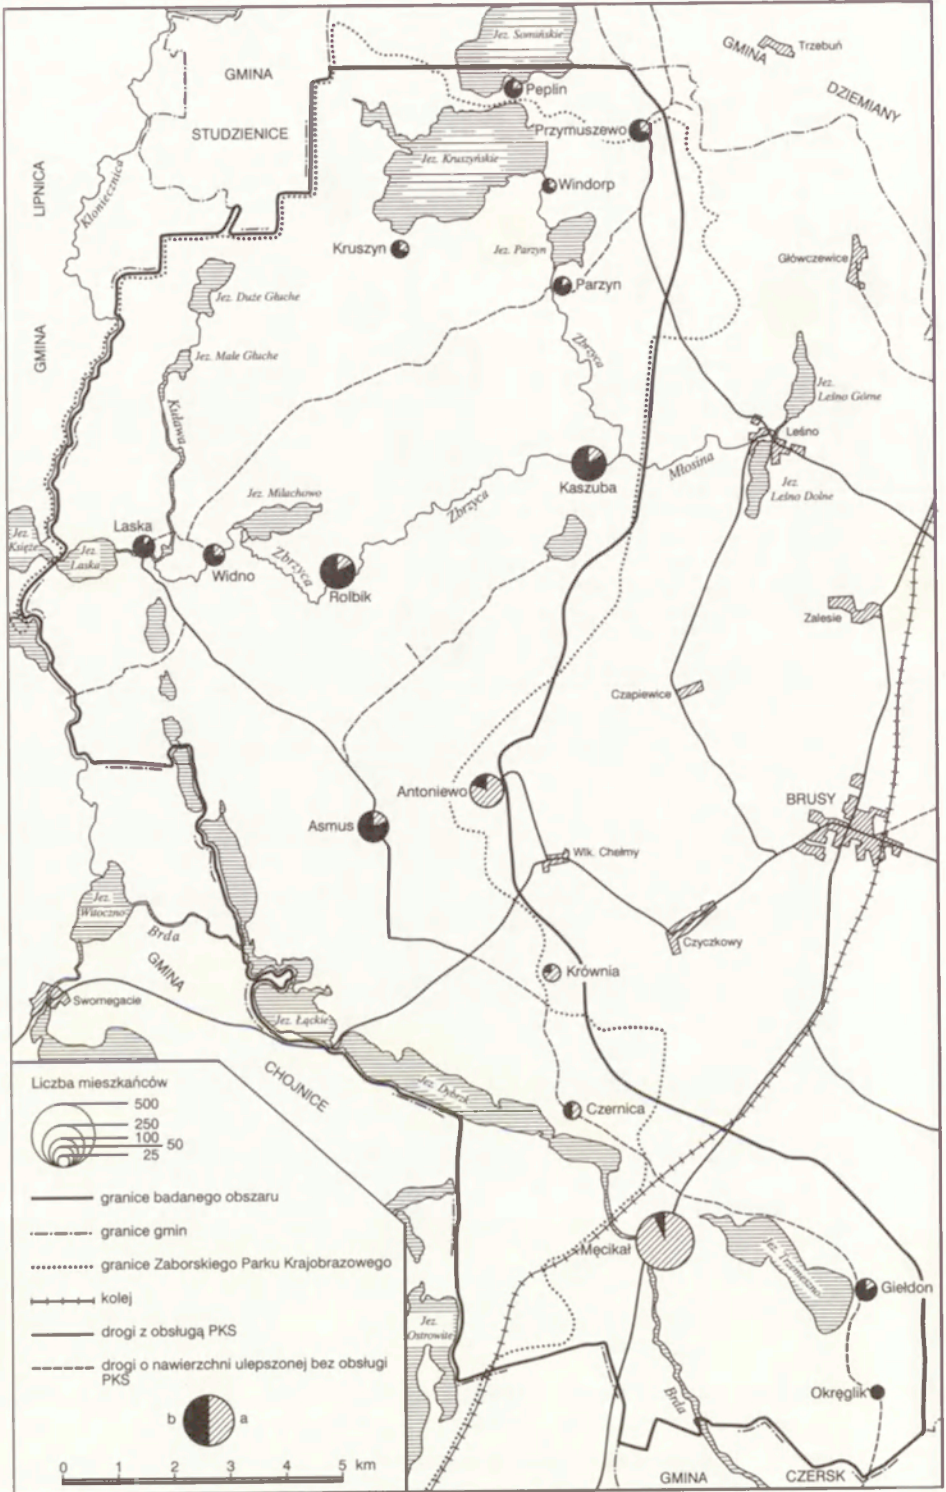 Jez. Somińskie
GMINA
Trzebuń
GMINA
STUDZIENICE
Peplin
DZIEMIANY
Przymuszewo
Jez. Kruszyńskie
LIPNICA
Kłonecznica
Windorp
Kruszyn
Jez. Parzyn
Główczewice
Parzyn
Jez. Duże Głuche
GMINA
Jez. Małe Głuche
Zbrzyca
Jez.
Leśno Górne
Kulawa
Leśno
Kaszuba
Młosina
Jez.
Leśno Dolne
Jez. Milachowo
Zbrzyca
Laska
Jez.
Księże
Jez.
Laska
Widno
Zbrzyca
Rolbik
Zalesie
Czapiewice
Antoniewo
BRUSY
Asmus
Wlk. Chełmy
Jez.
Witoczno
Brda
Czyczkowy
GMINA
Krównia
Swornegacie
Jez. Łąckie
CHOJNICE
Jez. Dybrzk
Czernica
Męcikał
Jez. Trzemeszno
Giełdon
Jez.
Ostrowite
Okręglik
Brda
GMINA
CZERSK
Liczba mieszkańców
500
250
100
50
25
granice badanego obszaru
granice gmin
granice Zaborskiego Parku Krajobrazowego
kolej
drogi z obsługą PKS
drogi o nawierzchni ulepszonej bez obsługi
PKS
b a
0 1 2 3 4 5 km